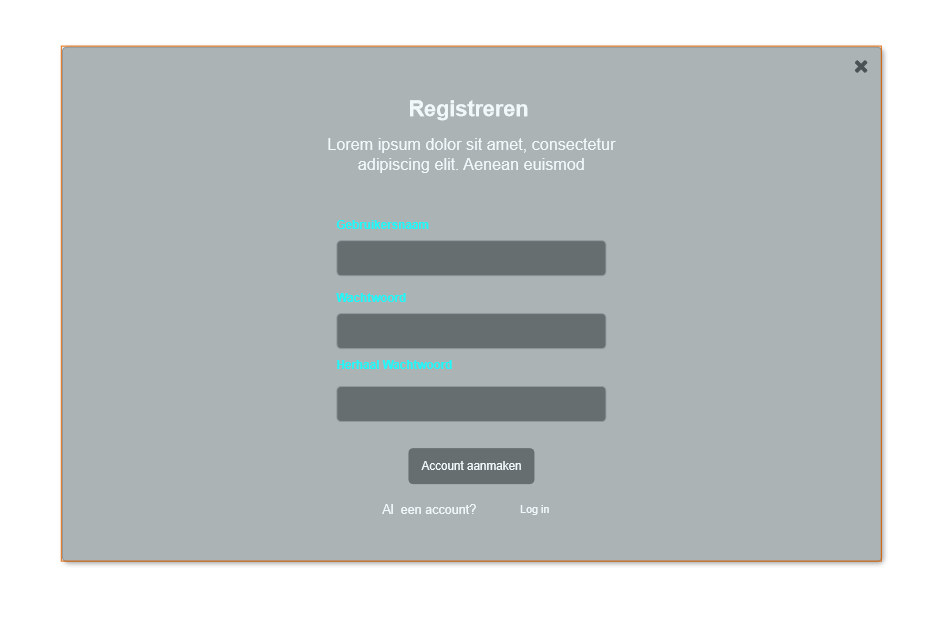 Registreren
Lorem ipsum dolor sit amet, consectetur
adipiscing elit. Aenean euismod
Gebruikersnaam
Wachtwoord
Herhaal Wachtwoord
Account aanmaken
Al een account?
Log in